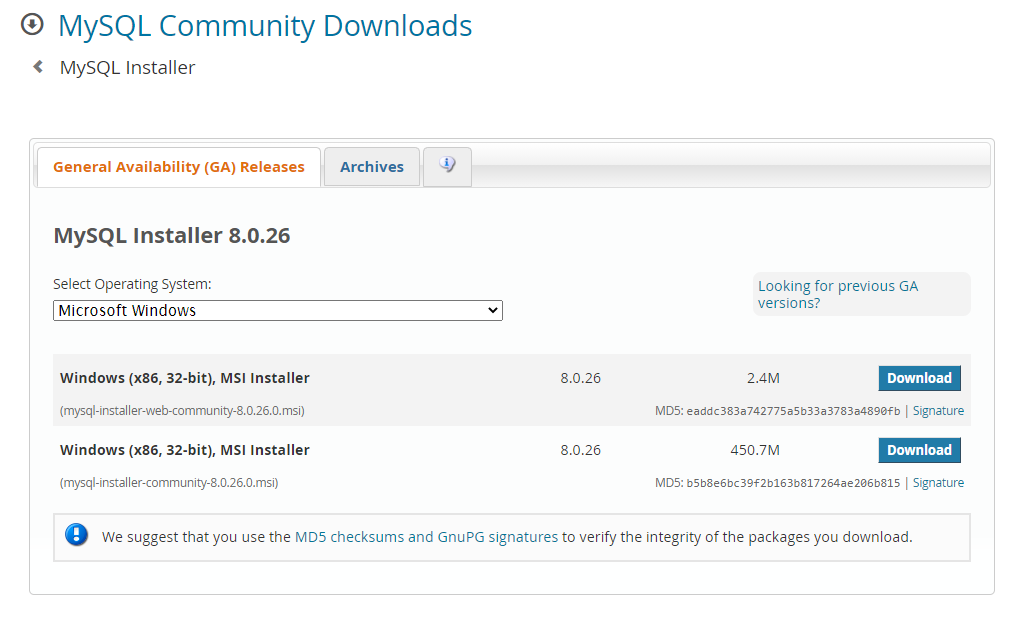 MySQL Community Downloads
MySQL Installer
General Availability (GA) Releases
Archives
MySQL Installer 8.0.26
Select Operating System:
Microsoft Windows
Looking for previous GA
versions?
Windows (x86, 32-bit), MSI Installer 8.0.26 2.4M Download
(mysql-installer-web-community-8.0.26.0.msi) MD5: eaddc383a742775a5b33a3783a4890fb | Signature
Windows (x86, 32-bit), MSI Installer 8.0.26 450.7M Download
(mysql-installer-community-8.0.26.0.msi) MD5: b5b8e6bc39f2b163b817264ae206b815 | Signature
We suggest that you use the MD5 checksums and GnuPG signatures to verify the integrity of the packages you download.